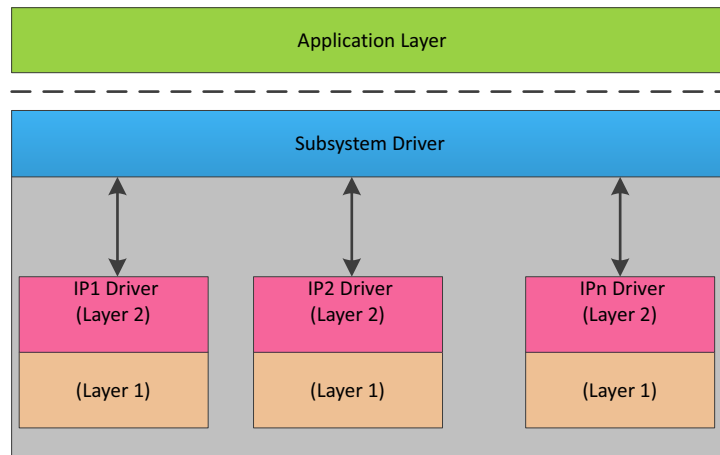 Application Layer
Subsystem Driver
IP1 Driver
(Layer 2)
IP2 Driver
(Layer 2)
IPn Driver
(Layer 2)
(Layer 1)
(Layer 1)
(Layer 1)